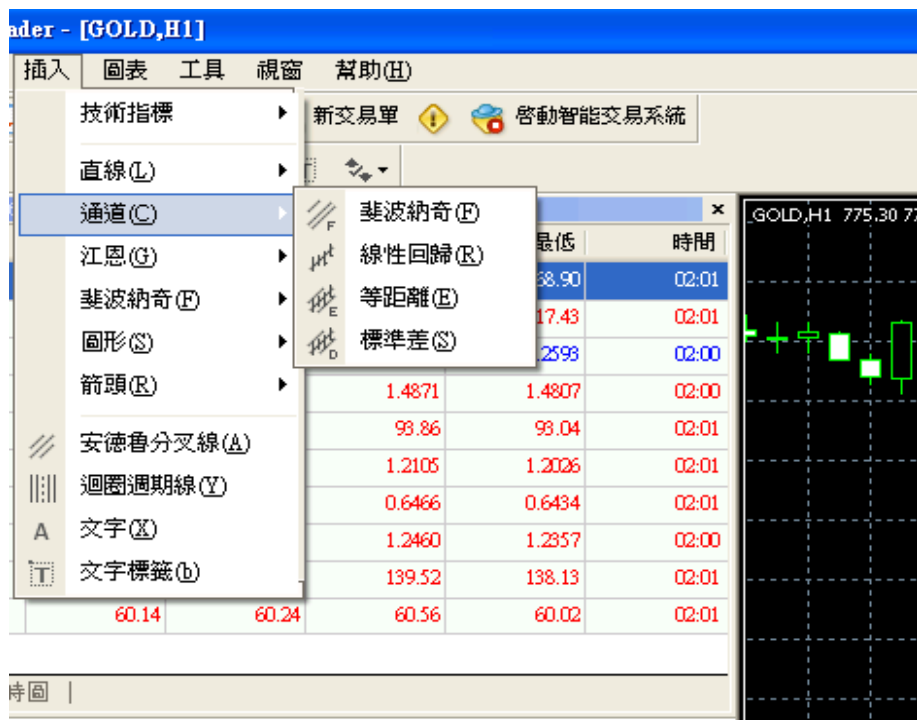 ader - [GOLD,H1]
插入 圖表 工具 視窗 幫助(H)
技術指標 新交易單 啓動智能交易系統
直線(L)
通道(C) 斐波納奇(F) GOLD,H1 775.30
江恩(G) 線性回歸(R) 最低 時間
68.90 02:01
斐波納奇(F) 等距離(E) 17.43 02:01
圖形(S) 標準差(S) .2593 02:00
箭頭(R) 1.4871 1.4807 02:00
93.86 93.04 02:01
安德魯分叉線(A)
1.2105 1.2026 02:01
迴圈週期線(Y) 0.6466 0.6434 02:01
A 文字(X) 1.2460 1.2357 02:00
T 文字標籤(b) 139.52 138.13 02:01
60.14 60.24 60.56 60.02 02:01
時圖 |